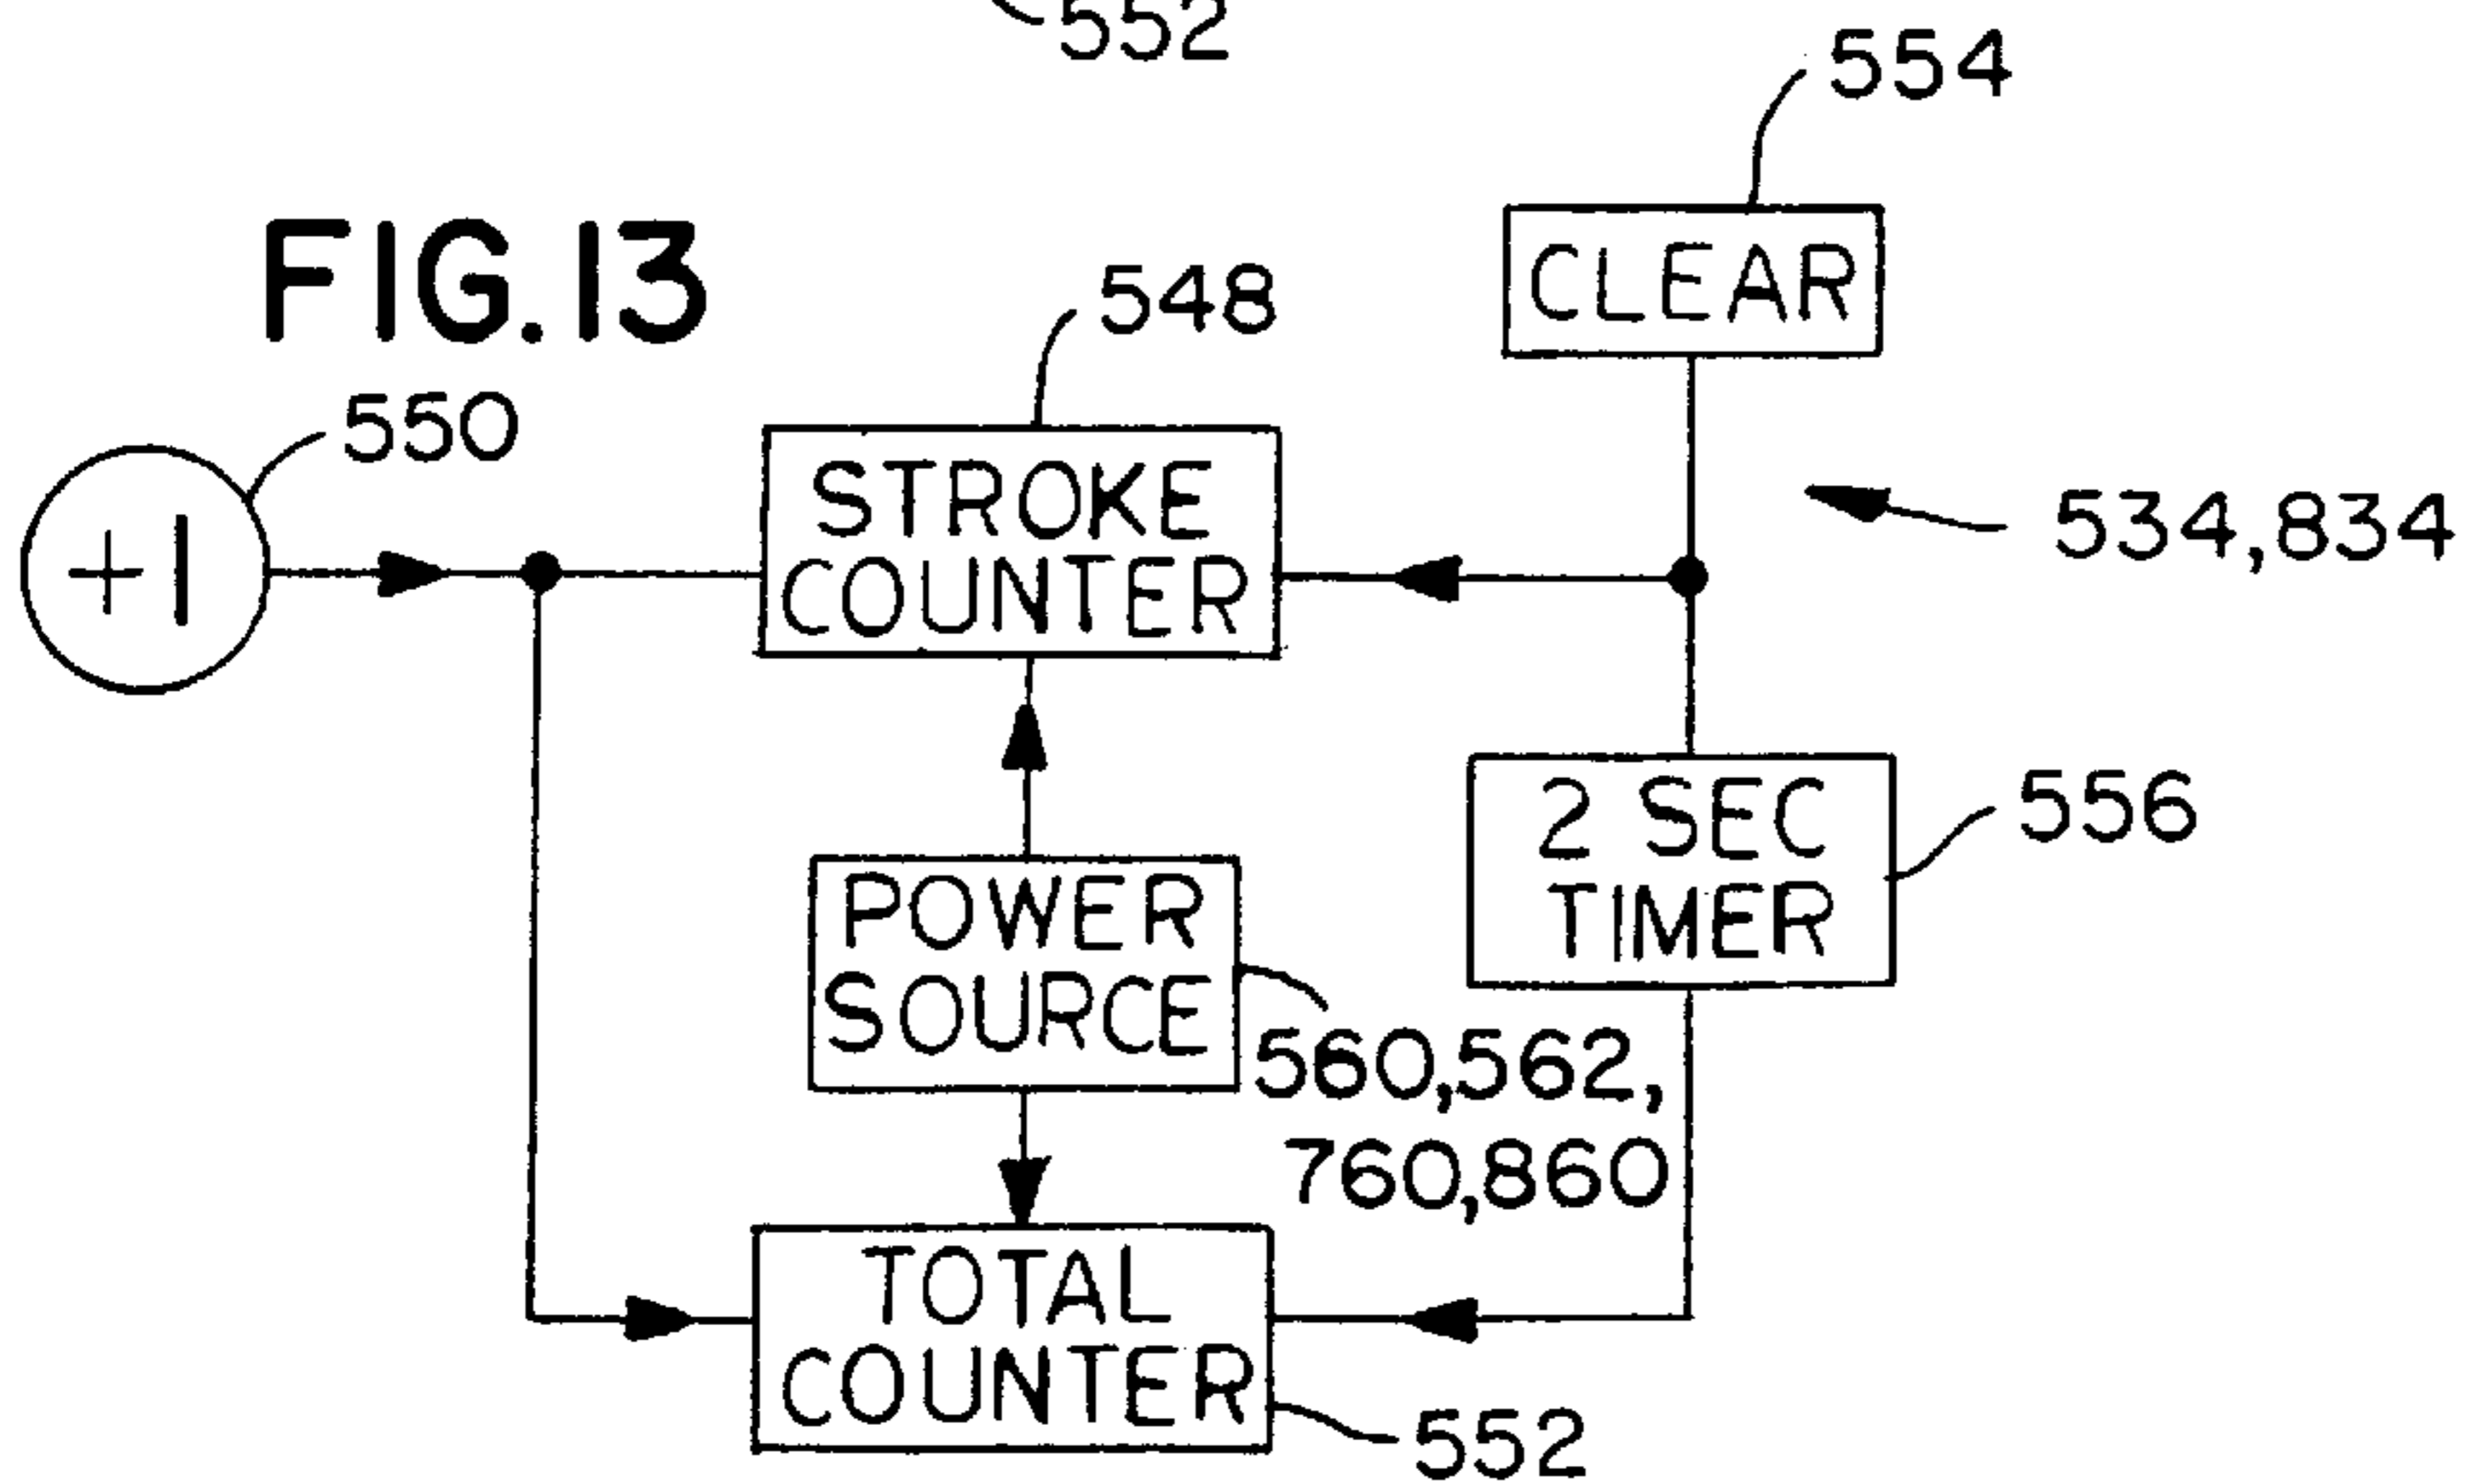 552
554
FIG.13
548
CLEAR
550
STROKE
COUNTER
+1
534,834
2 SEC
TIMER
556
POWER
SOURCE
560,562,
760,860
TOTAL
COUNTER
552